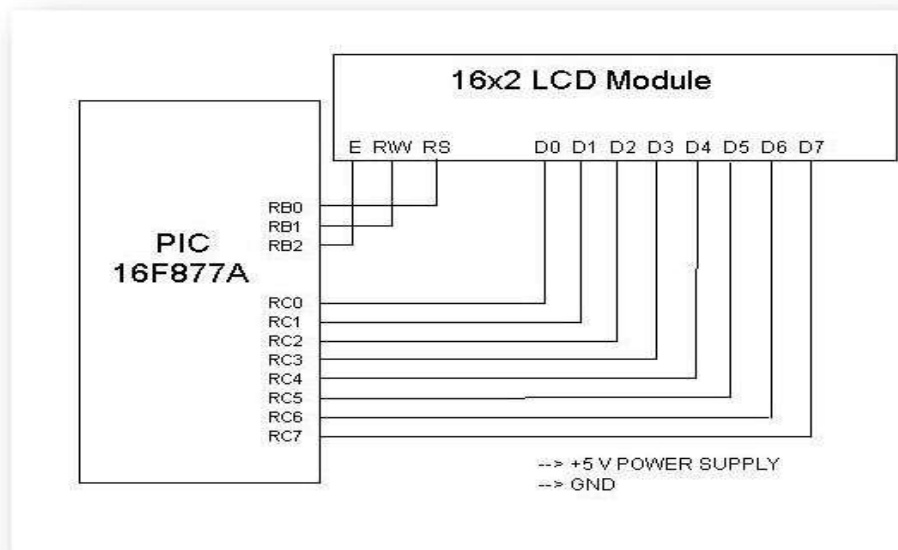 16x2 LCD Module
E RW RS D0 D1 D2 D3 D4 D5 D6 D7
RB0
RB1
RB2
PIC
16F877A
RC0
RC1
RC2
RC3
RC4
RC5
RC6
RC7
--> +5 V POWER SUPPLY
--> GND